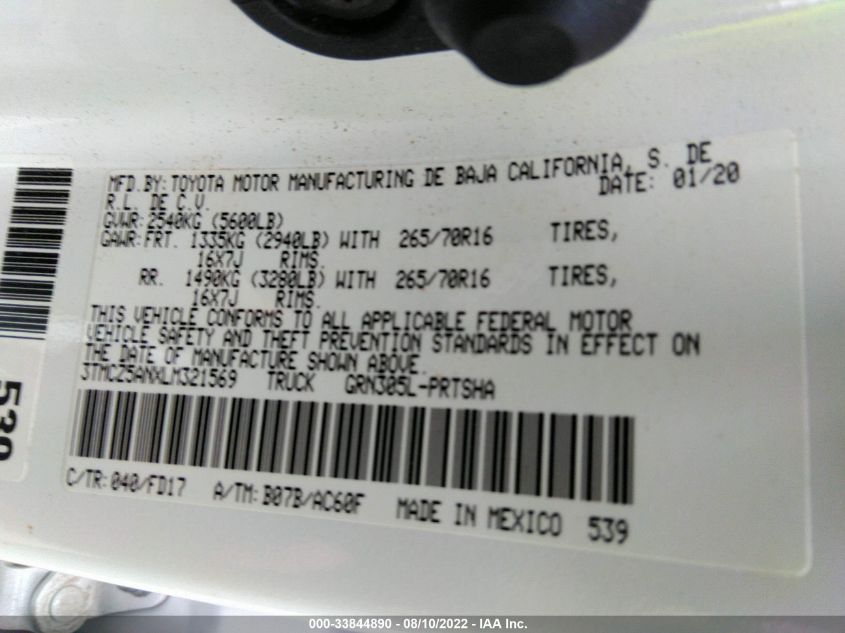 MFD.BY:TOYOTA MOTOR MANUFACTURING DE BAJA CALIFORNIA, S. DE
R.L. DE C.V. DATE: 01/20
GVWR:2540KG (5600LB)
GAWR:FRT. 1335KG (2940LB) WITH 265/70R16 TIRES,
16X7J RIMS.
RR. 1490KG (3280LB) WITH 265/70R16 TIRES,
16X7J RIMS.
THIS VEHICLE CONFORMS TO ALL APPLICABLE FEDERAL MOTOR
VEHICLE SAFETY AND THEFT PREVENTION STANDARDS IN EFFECT ON
THE DATE OF MANUFACTURE SHOWN ABOVE.
3TMCZ5ANXLM321569 TRUCK GRN305L-PRTSHA
C/TR:040/FD17 A/TM:B07B/AC60F MADE IN MEXICO 539
539
000-33844890 - 08/10/2022 - IAA Inc.